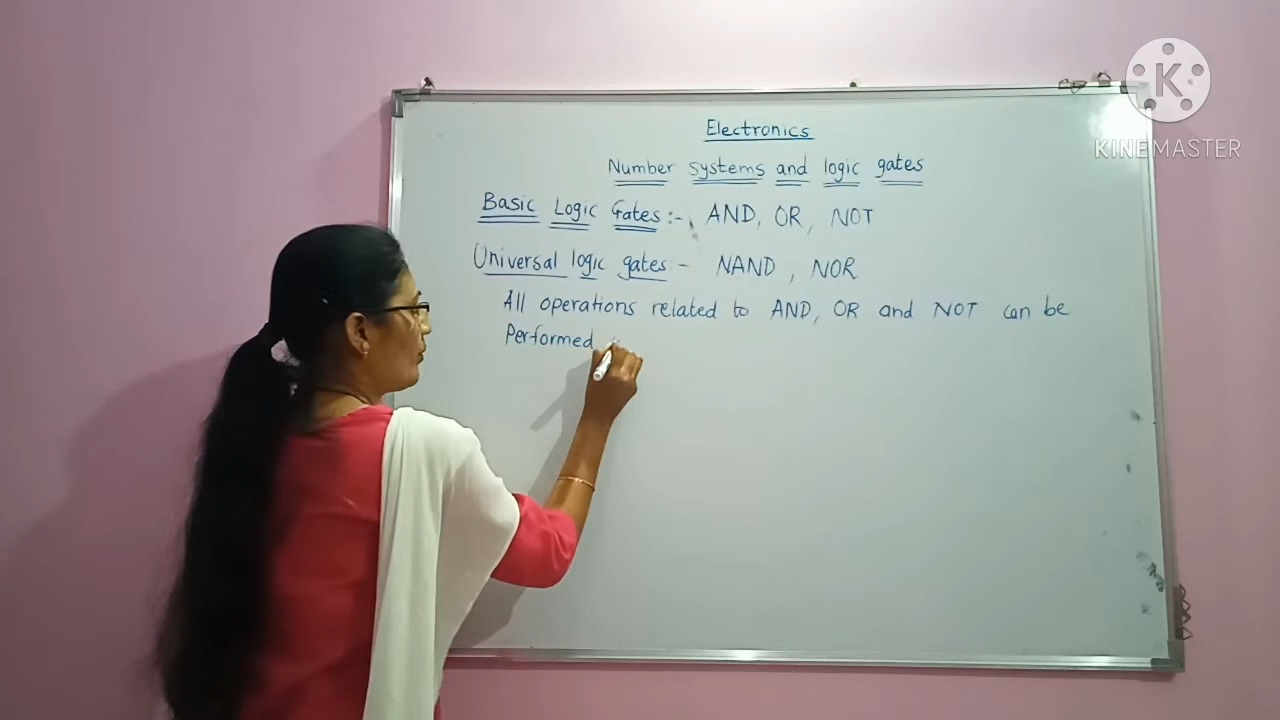 Electronics
Number systems and logic gates
Basic Logic Gates :- AND, OR, NOT
Universal logic gates :- NAND, NOR
All operations related to AND, OR and NOT can be
Performed
K
KINEMASTER